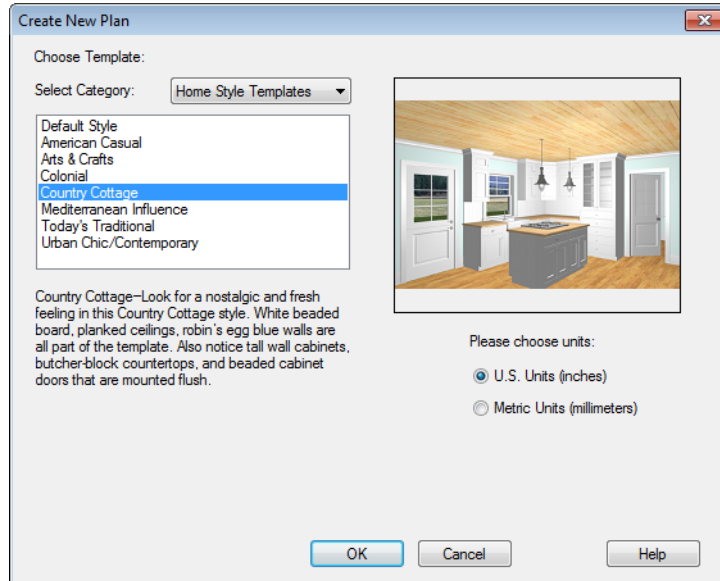 Create New Plan
Choose Template:
Select Category:
Home Style Templates
Default Style
American Casual
Arts & Crafts
Colonial
Country Cottage
Mediterranean Influence
Today's Traditional
Urban Chic/Contemporary
Country Cottage–Look for a nostalgic and fresh
feeling in this Country Cottage style. White beaded
board, planked ceilings, robin's egg blue walls are
all part of the template. Also notice tall wall cabinets,
butcher-block countertops, and beaded cabinet
doors that are mounted flush.
Please choose units:
U.S. Units (inches)
Metric Units (millimeters)
OK
Cancel
Help